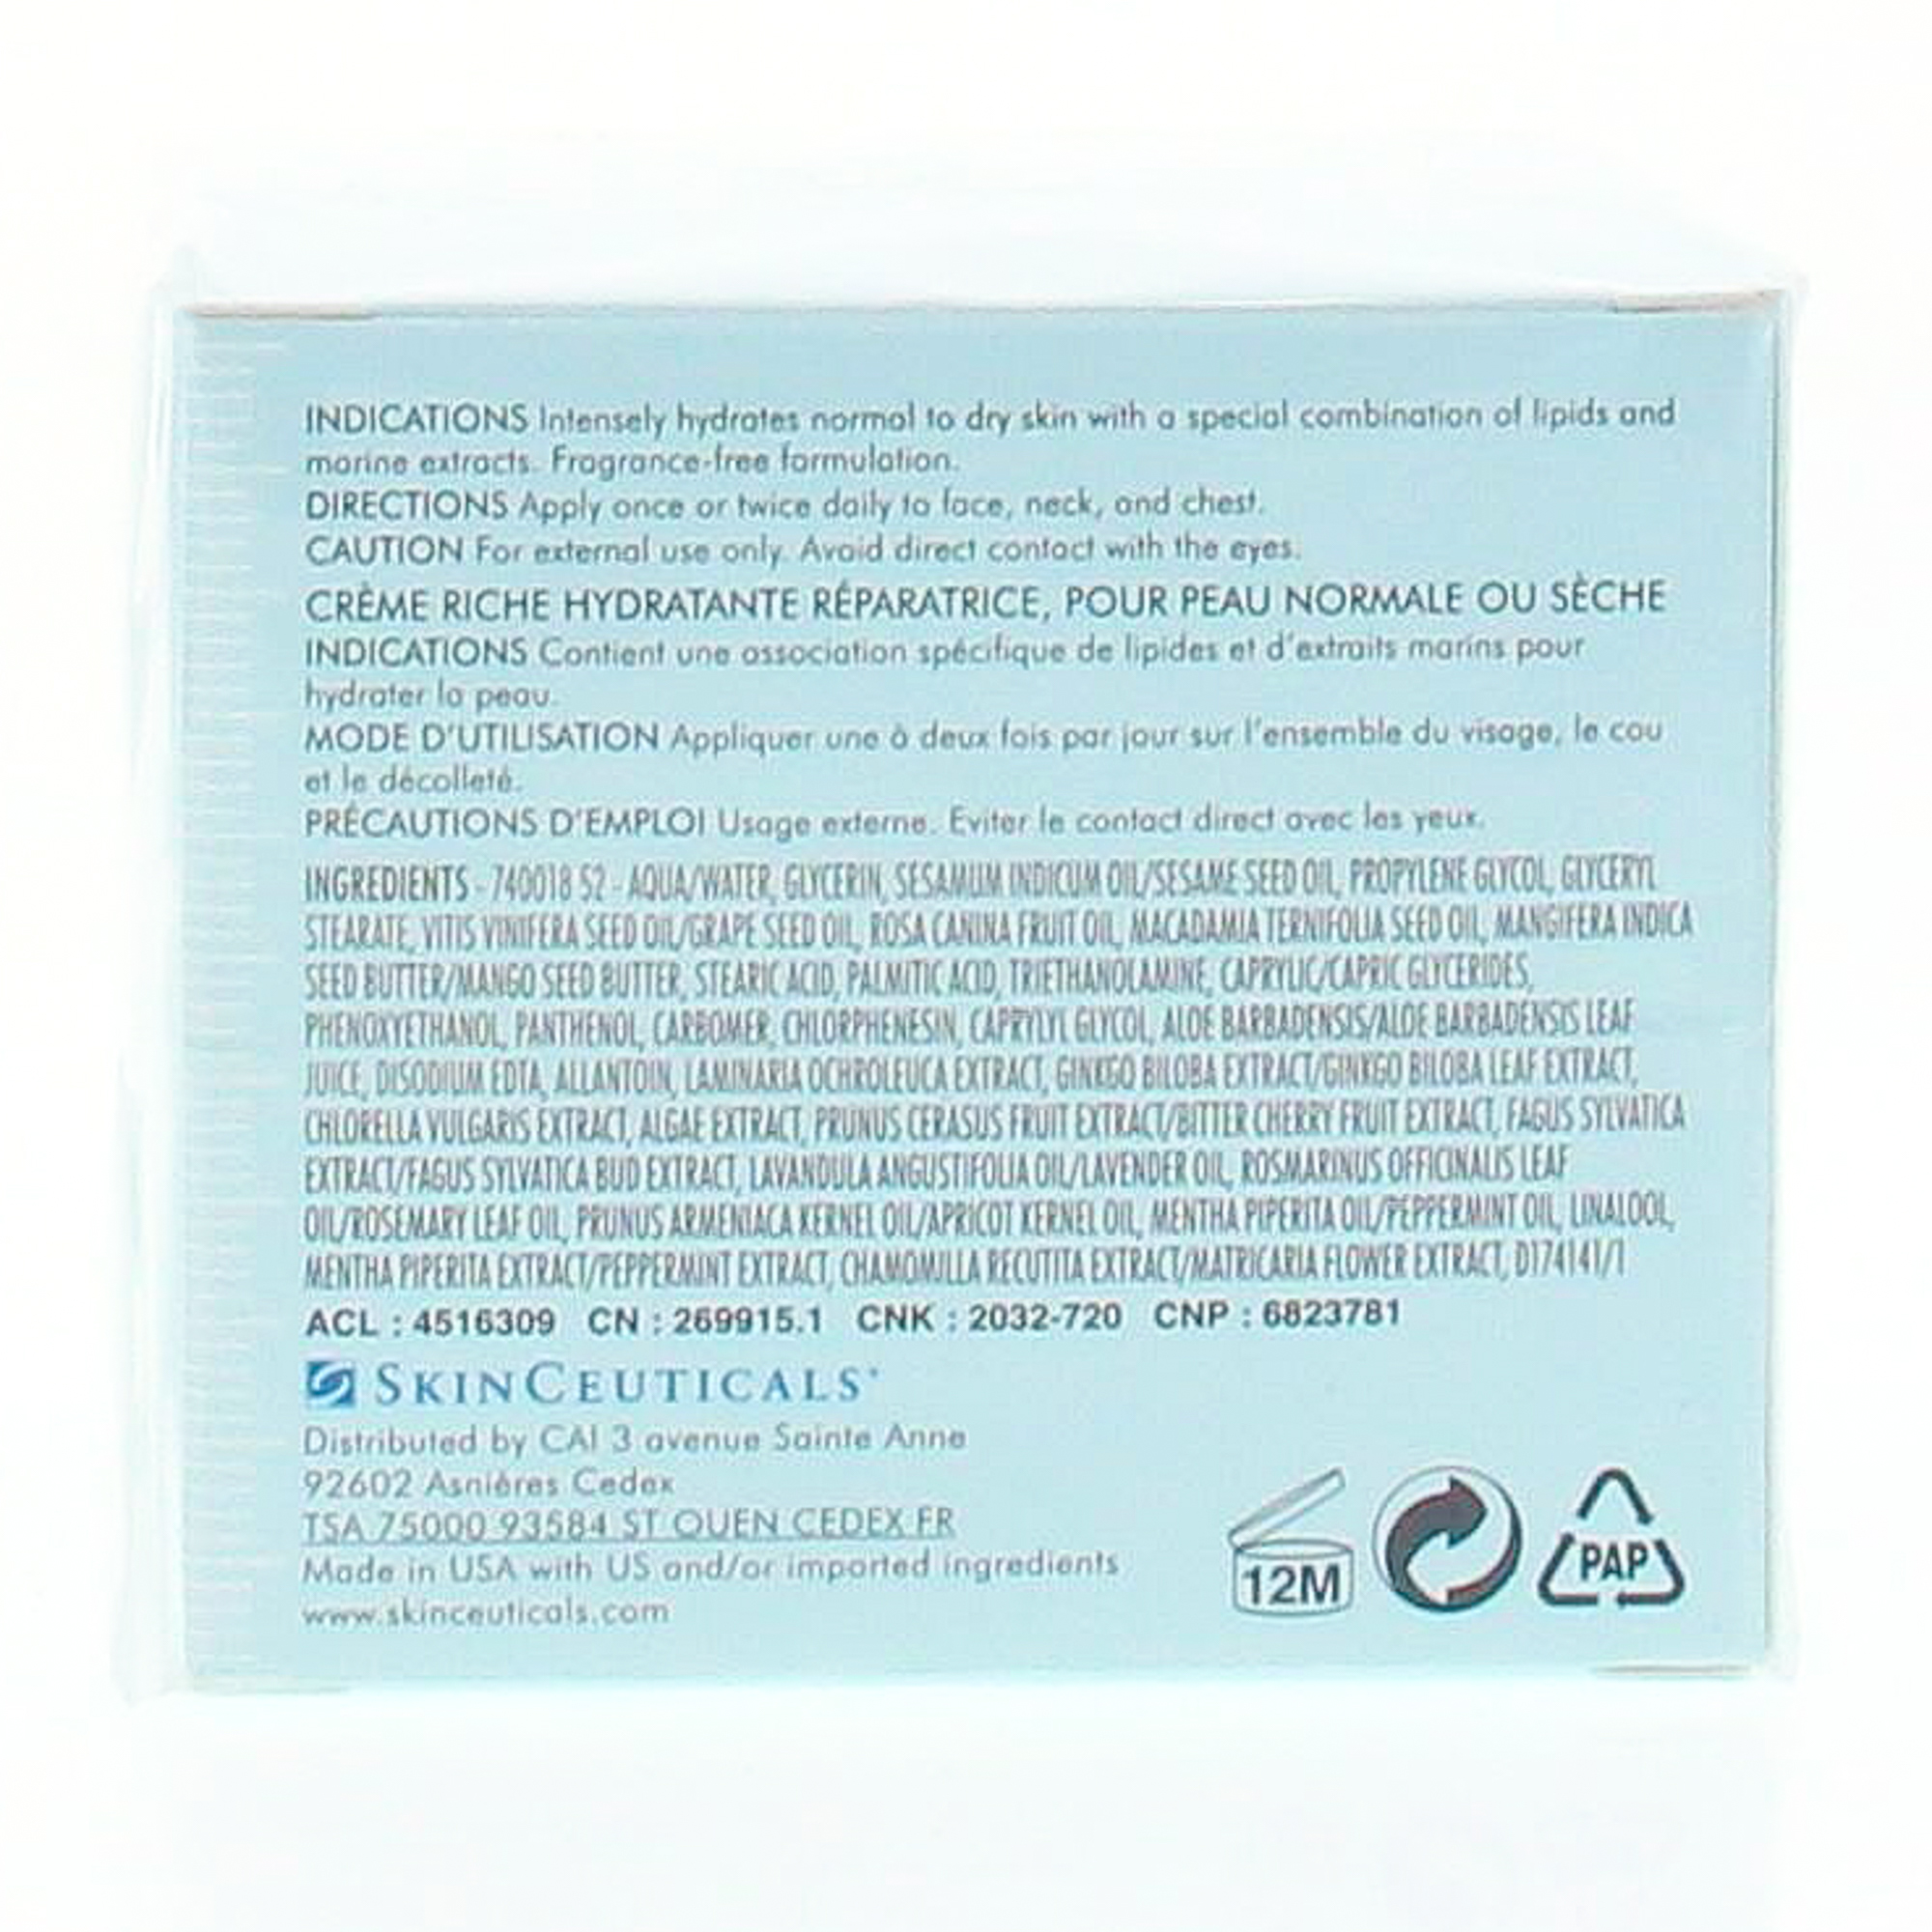 INDICATIONS Intensely hydrates normal to dry skin with a special combination of lipids and
marine extracts. Fragrance-free formulation.
DIRECTIONS Apply once or twice daily to face, neck, and chest.
CAUTION For external use only. Avoid direct contact with the eyes.
CRÈME RICHE HYDRATANTE RÉPARATRICE, POUR PEAU NORMALE OU SÈCHE
INDICATIONS Contient une association spécifique de lipides et d'extraits marins pour
hydrater la peau.
MODE D'UTILISATION Appliquer une à deux fois par jour sur l'ensemble du visage, le cou
et le décolleté.
PRÉCAUTIONS D'EMPLOI Usage externe. Eviter le contact direct avec les yeux.
INGREDIENTS - 740018 52 - AQUA/WATER, GLYCERIN, SESAMUM INDICUM OIL/SESAME SEED OIL, PROPYLENE GLYCOL, GLYCERYL
STEARATE, VITIS VINIFERA SEED OIL/GRAPE SEED OIL, ROSA CANINA FRUIT OIL, MACADAMIA TERNIFOLIA SEED OIL, MANGIFERA INDICA
SEED BUTTER/MANGO SEED BUTTER, STEARIC ACID, PALMITIC ACID, TRIETHANOLAMINE, CAPRYLIC/CAPRIC GLYCERIDES,
PHENOXYETHANOL, PANTHENOL, CARBOMER, CHLORPHENESIN, CAPRYLYL GLYCOL, ALOE BARBADENSIS/ALOE BARBADENSIS LEAF
JUICE, DISODIUM EDTA, ALLANTOIN, LAMINARIA OCHROLEUCA EXTRACT, GINKGO BILOBA EXTRACT/GINKGO BILOBA LEAF EXTRACT,
CHLORELLA VULGARIS EXTRACT, ALGAE EXTRACT, PRUNUS CERASUS FRUIT EXTRACT/BITTER CHERRY FRUIT EXTRACT, FAGUS SYLVATICA
EXTRACT/FAGUS SYLVATICA BUD EXTRACT, LAVANDULA ANGUSTIFOLIA OIL/LAVENDER OIL, ROSMARINUS OFFICINALIS LEAF
OIL/ROSEMARY LEAF OIL, PRUNUS ARMENIACA KERNEL OIL/APRICOT KERNEL OIL, MENTHA PIPERITA OIL/PEPPERMINT OIL, LINALOOL,
MENTHA PIPERITA EXTRACT/PEPPERMINT EXTRACT, CHAMOMILLA RECUTITA EXTRACT/MATRICARIA FLOWER EXTRACT, D174141/1
ACL : 4516309 CN : 269915.1 CNK : 2032-720 CNP : 6823781
SKINCEUTICALS
Distributed by CAI 3 avenue Sainte Anne
92602 Asnières Cedex
TSA 75000 93584 ST OUEN CEDEX FR
Made in USA with US and/or imported ingredients
www.skinceuticals.com
12M
PAP